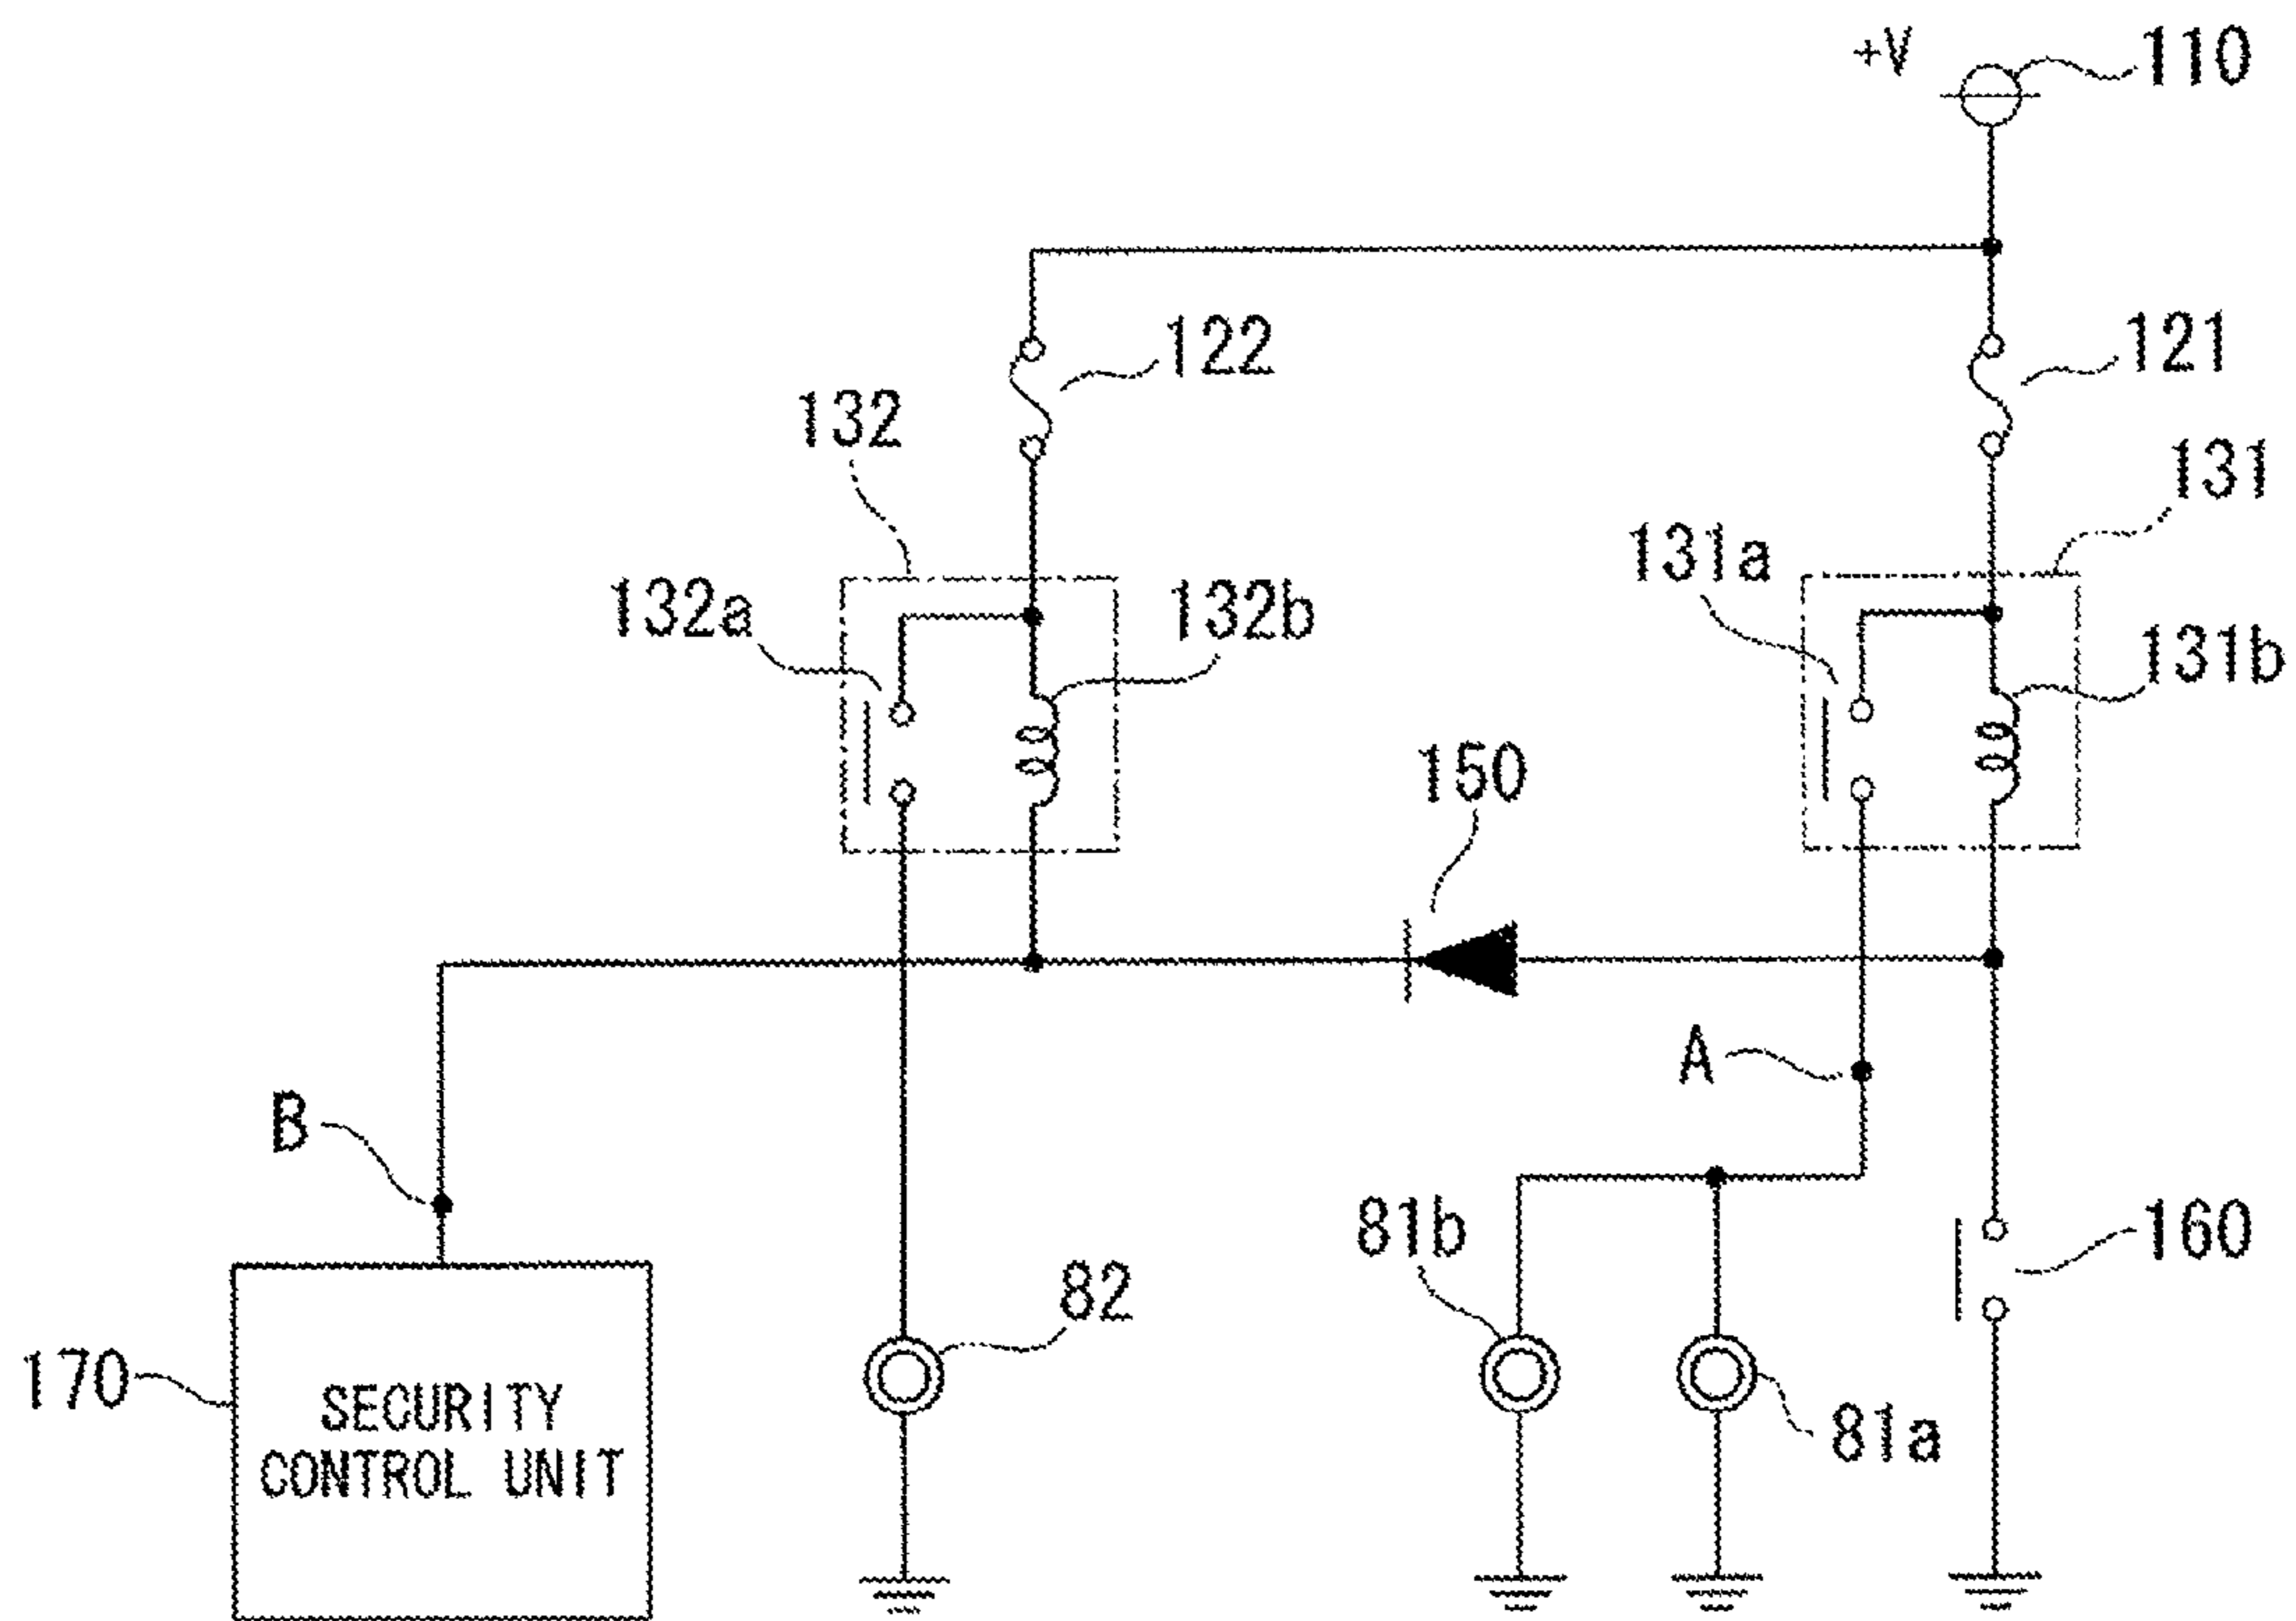 +V
110
122
121
132
131
131a
132a
132b
131b
150
A
B
81b
160
82
170
81a
SECURITY
CONTROL UNIT